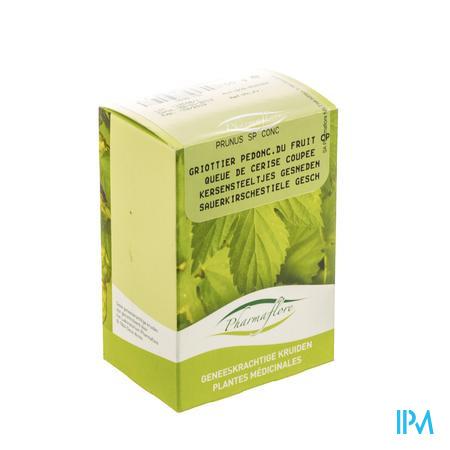 Pharmaflore
PRUNUS SP CONC
GRIOTTIER PEDONC.DU FRUIT CP
QUEUE DE CERISE COUPEE
KERSENSTEELTJES GESNEDEN
SAUERKIRSCHESTIELE GESCH
Pharmaflore
GENEESKRACHTIGE KRUIDEN
PLANTES MÉDICINALES
IPM